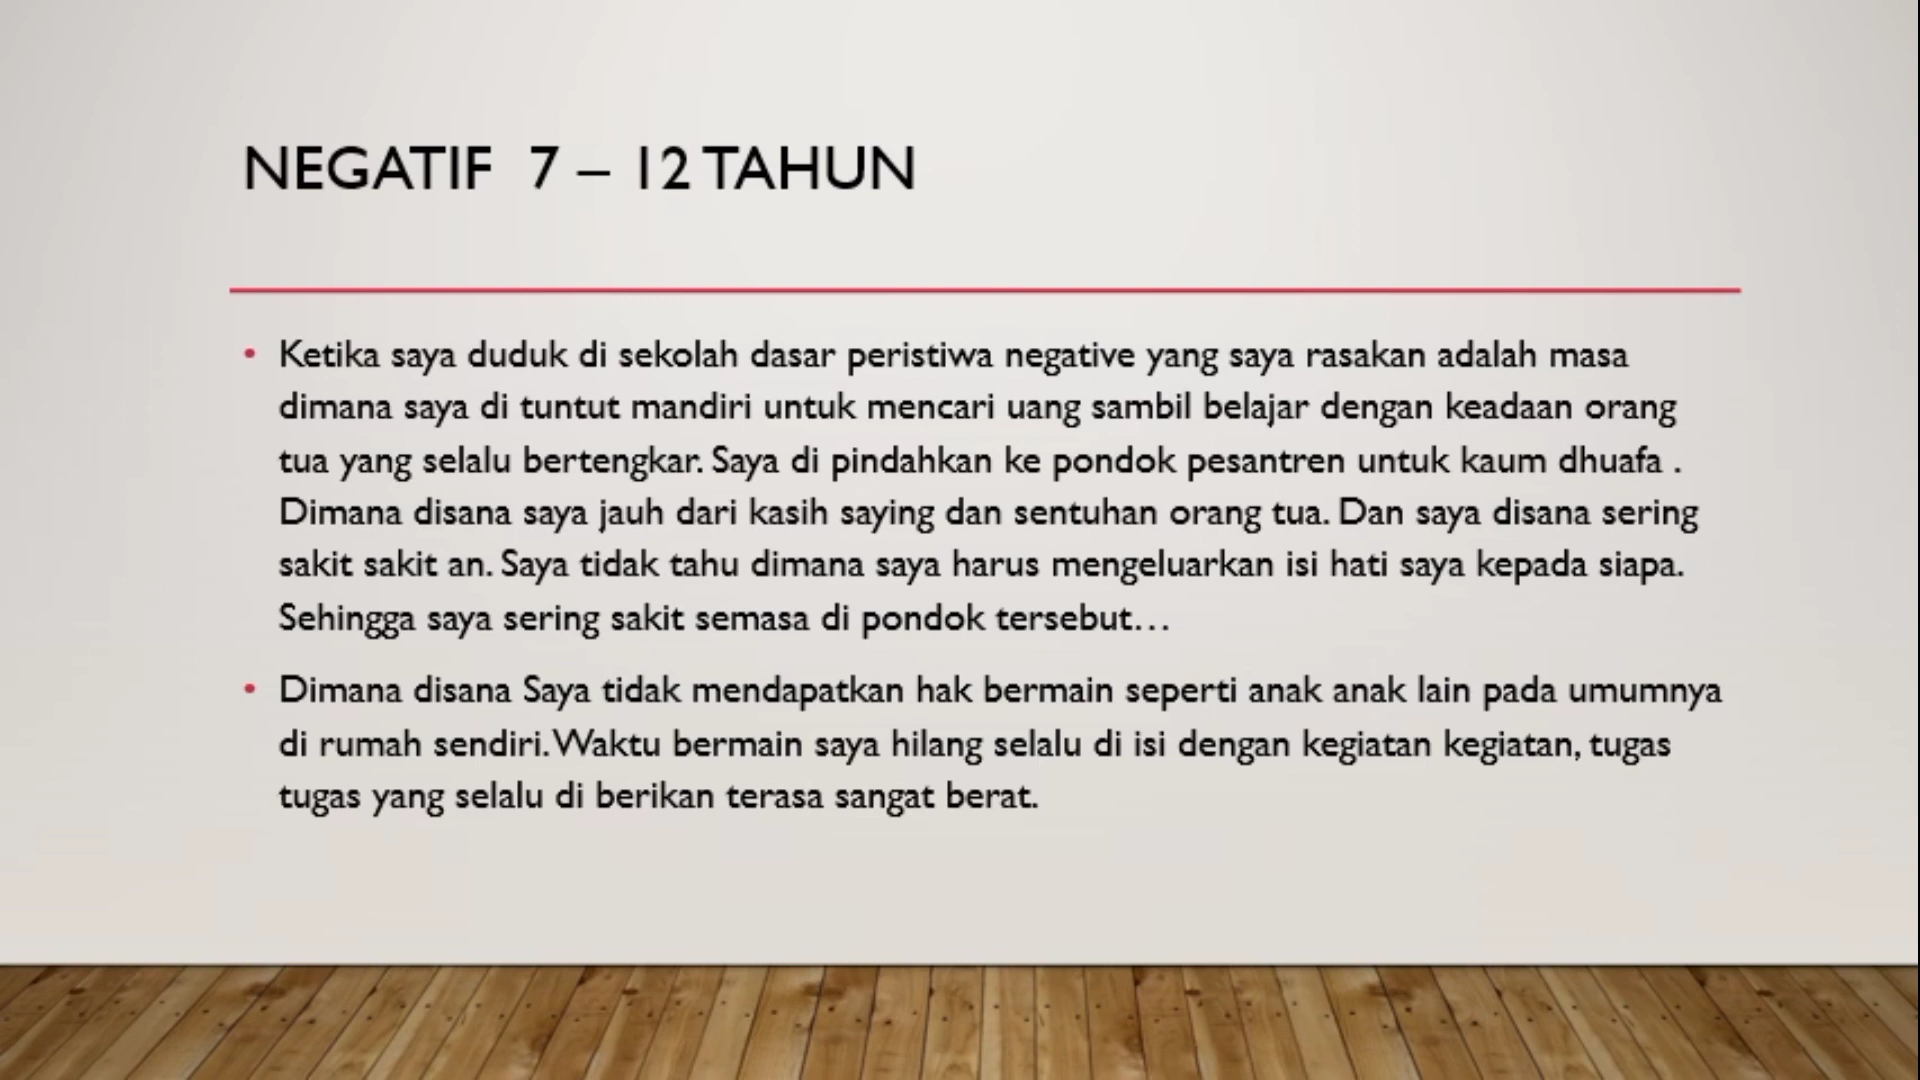 NEGATIF 7 – 12 TAHUN
• Ketika saya duduk di sekolah dasar peristiwa negative yang saya rasakan adalah masa
dimana saya di tuntut mandiri untuk mencari uang sambil belajar dengan keadaan orang
tua yang selalu bertengkar. Saya di pindahkan ke pondok pesantren untuk kaum dhuafa .
Dimana disana saya jauh dari kasih saying dan sentuhan orang tua. Dan saya disana sering
sakit sakit an. Saya tidak tahu dimana saya harus mengeluarkan isi hati saya kepada siapa.
Sehingga saya sering sakit semasa di pondok tersebut…
• Dimana disana Saya tidak mendapatkan hak bermain seperti anak anak lain pada umumnya
di rumah sendiri. Waktu bermain saya hilang selalu di isi dengan kegiatan kegiatan, tugas
tugas yang selalu di berikan terasa sangat berat.